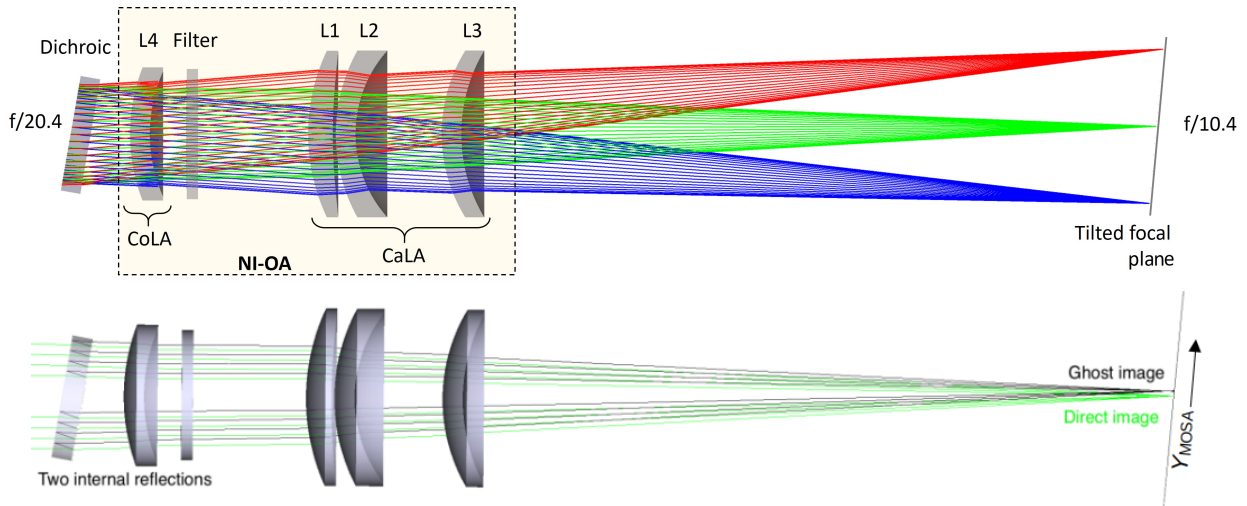 L4 Filter L1 L2 L3
Dichroic
f/20.4
f/10.4
CoLA
CaLA
NI-OA
Tilted focal
plane
Ghost image
Direct image
Y_MOSA
Two internal reflections